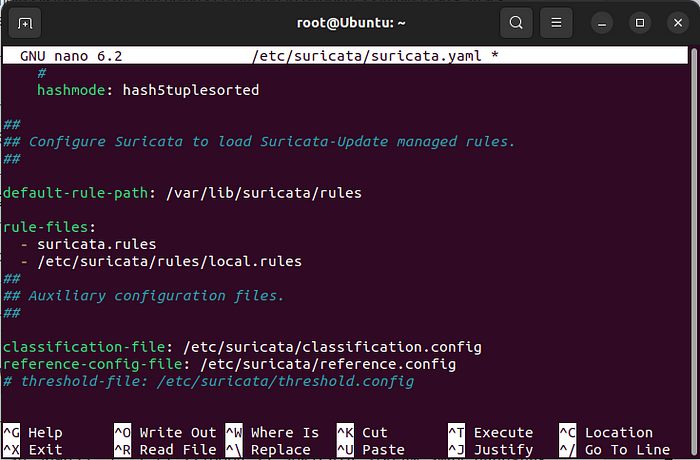 root@Ubuntu: ~
GNU nano 6.2 /etc/suricata/suricata.yaml *
#
hashmode: hash5tuplesorted
##
## Configure Suricata to load Suricata-Update managed rules.
##
default-rule-path: /var/lib/suricata/rules
rule-files:
- suricata.rules
- /etc/suricata/rules/local.rules
##
## Auxiliary configuration files.
##
classification-file: /etc/suricata/classification.config
reference-config-file: /etc/suricata/reference.config
# threshold-file: /etc/suricata/threshold.config
^G Help ^O Write Out ^W Where Is ^K Cut ^T Execute ^C Location
^X Exit ^R Read File ^\ Replace ^U Paste ^J Justify ^/ Go To Line